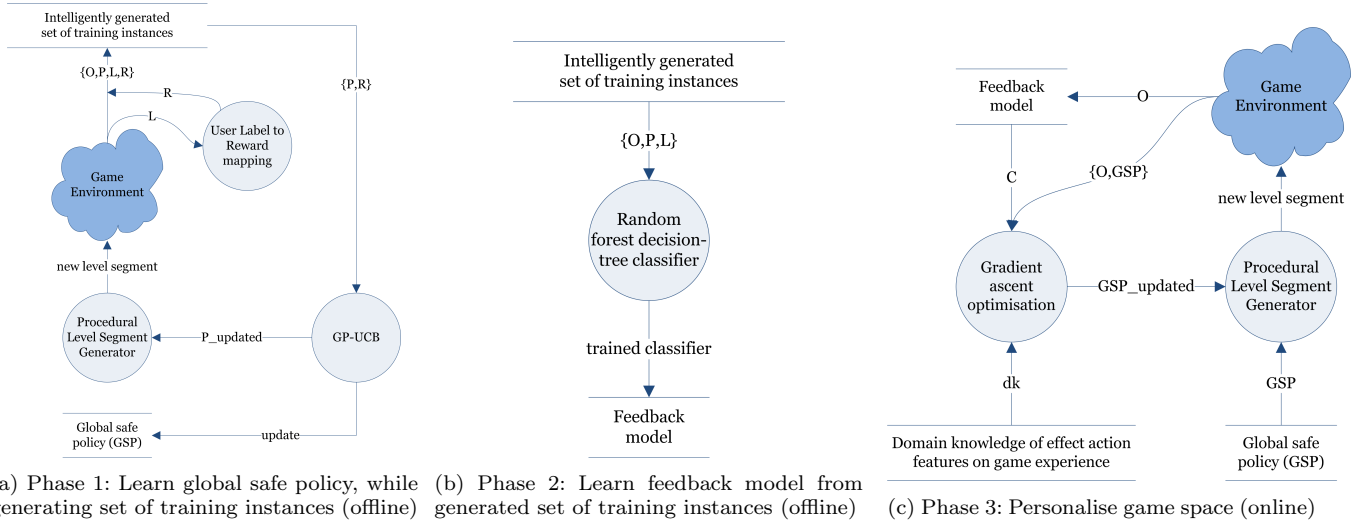 Intelligently generated
set of training instances
{O,P,L,R}
{P,R}
R
L
User Label to
Reward
mapping
Game
Environment
new level segment
Procedural
Level Segment
Generator
P_updated
GP-UCB
Global safe
policy (GSP)
update
a) Phase 1: Learn global safe policy, while
generating set of training instances (offline)
Intelligently generated
set of training instances
{O,P,L}
Random
forest decision-
tree classifier
trained classifier
Feedback
model
(b) Phase 2: Learn feedback model from
generated set of training instances (offline)
Feedback
model
O
Game
Environment
C
{O,GSP}
new level segment
Gradient
ascent
optimisation
GSP_updated
Procedural
Level Segment
Generator
dk
GSP
Domain knowledge of effect action
features on game experience
Global safe
policy (GSP)
(c) Phase 3: Personalise game space (online)